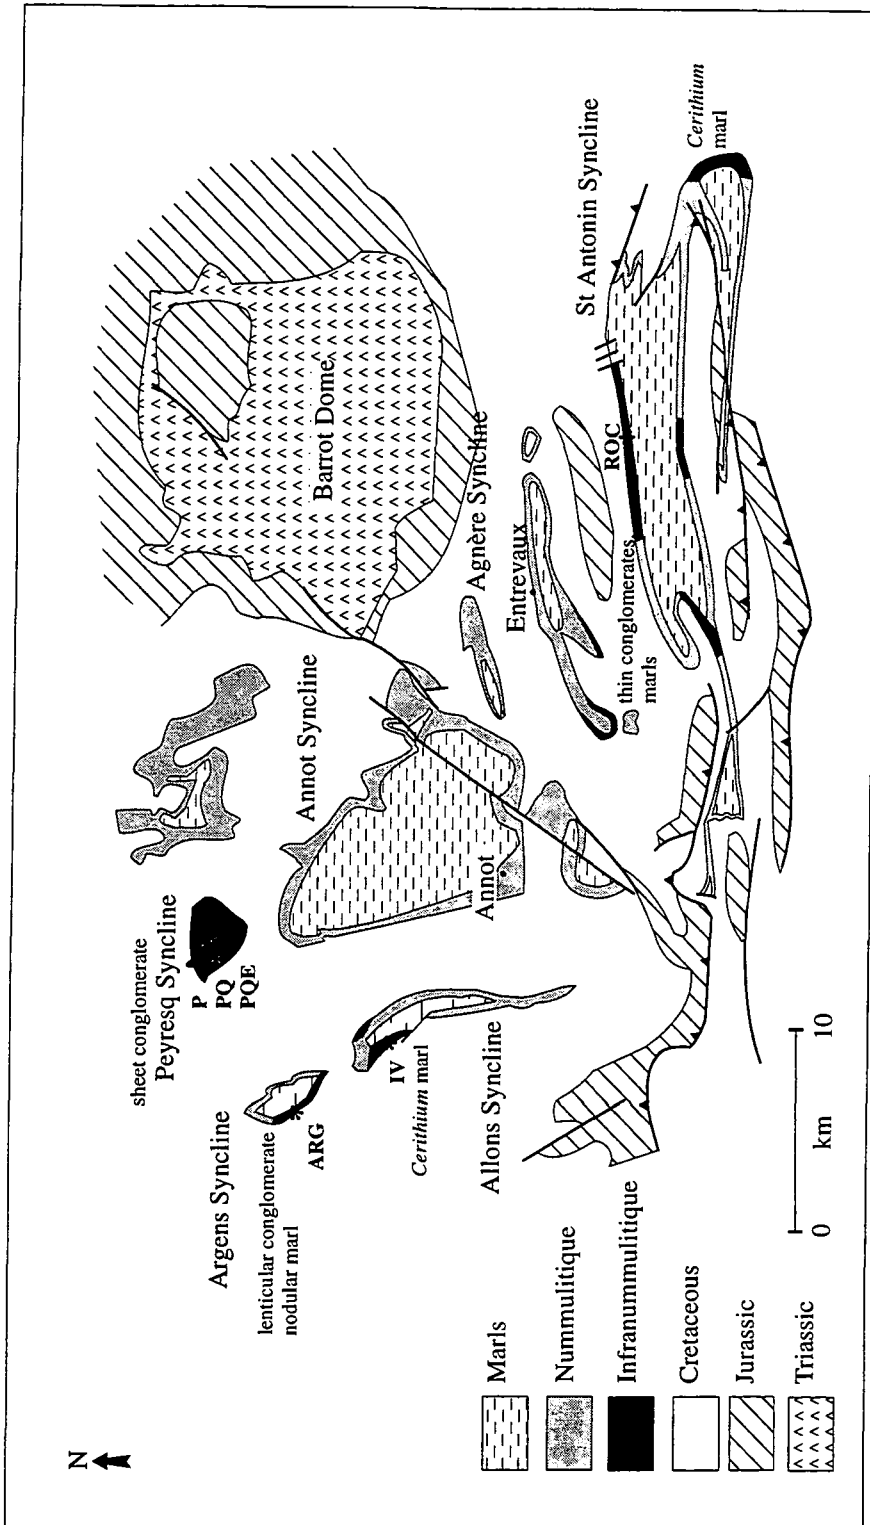 N
sheet conglomerate
Peyresq Syncline
P
PQ
PQE
Argens Syncline
lenticular conglomerate
nodular marl
ARG
IV
Cerithium marl
Allons Syncline
Annot Syncline
Annot
Barrot Dome
Agnère Syncline
Entrevaux
thin conglomerates
marls
ROC
St Antonin Syncline
Cerithium
marl
Marls
Nummulitique
Infranummulitique
Cretaceous
Jurassic
Triassic
0
km
10